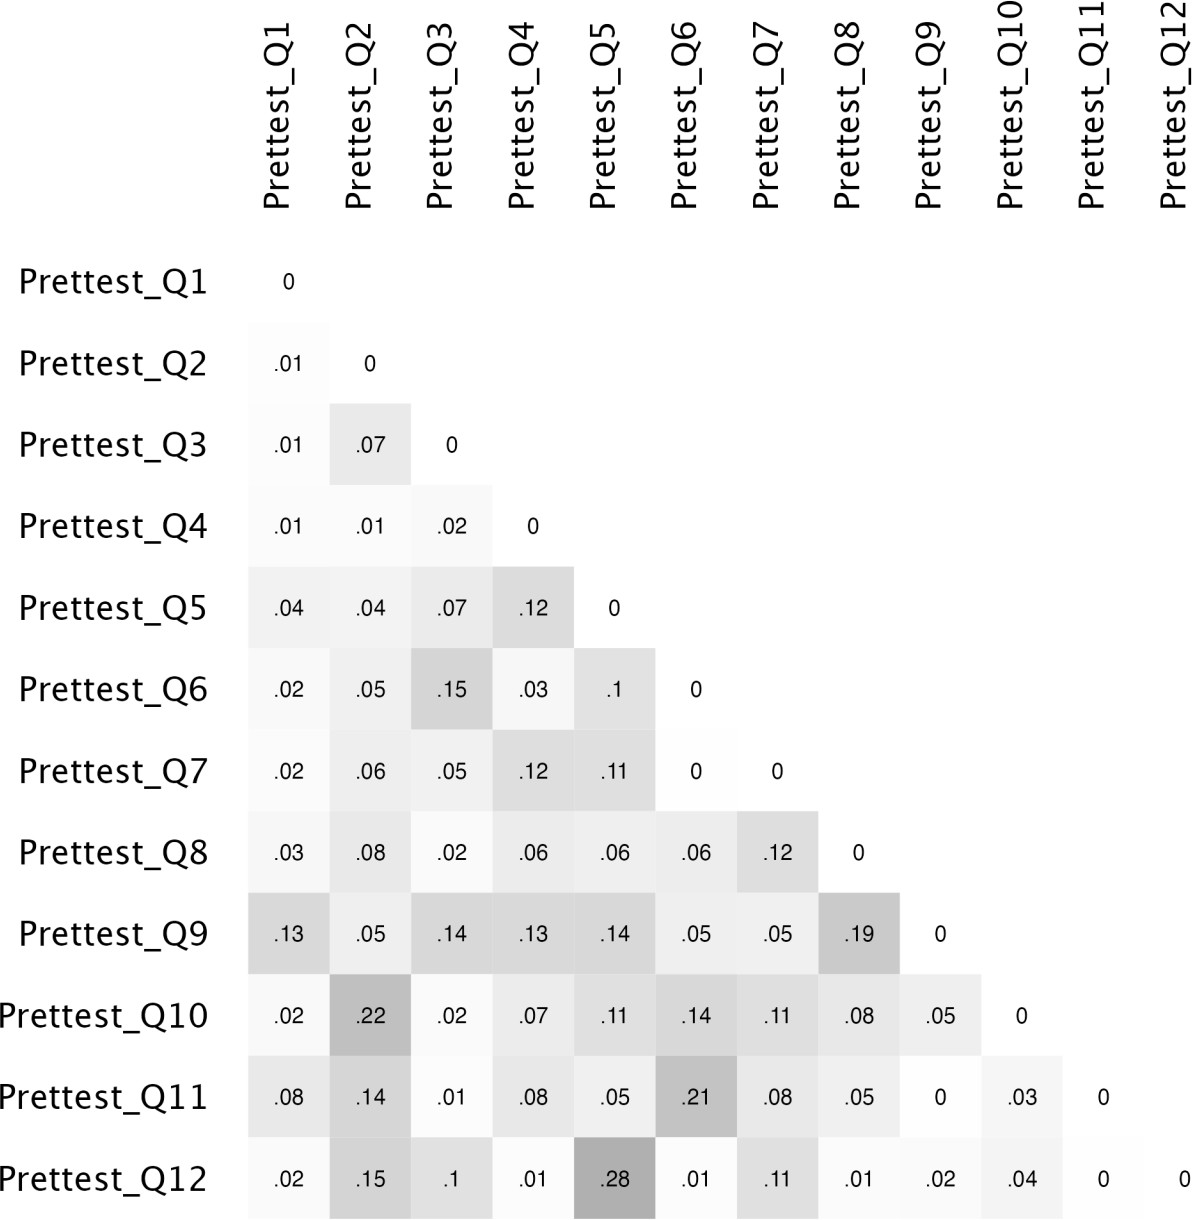 Prettest_Q1 Prettest_Q2 Prettest_Q3 Prettest_Q4 Prettest_Q5 Prettest_Q6 Prettest_Q7 Prettest_Q8 Prettest_Q9 Prettest_Q10 Prettest_Q11 Prettest_Q12
Prettest_Q1 0
Prettest_Q2 .01 0
Prettest_Q3 .01 .07 0
Prettest_Q4 .01 .01 .02 0
Prettest_Q5 .04 .04 .07 .12 0
Prettest_Q6 .02 .05 .15 .03 .1 0
Prettest_Q7 .02 .06 .05 .12 .11 0 0
Prettest_Q8 .03 .08 .02 .06 .06 .06 .12 0
Prettest_Q9 .13 .05 .14 .13 .14 .05 .05 .19 0
Prettest_Q10 .02 .22 .02 .07 .11 .14 .11 .08 .05 0
Prettest_Q11 .08 .14 .01 .08 .05 .21 .08 .05 0 .03 0
Prettest_Q12 .02 .15 .1 .01 .28 .01 .11 .01 .02 .04 0 0